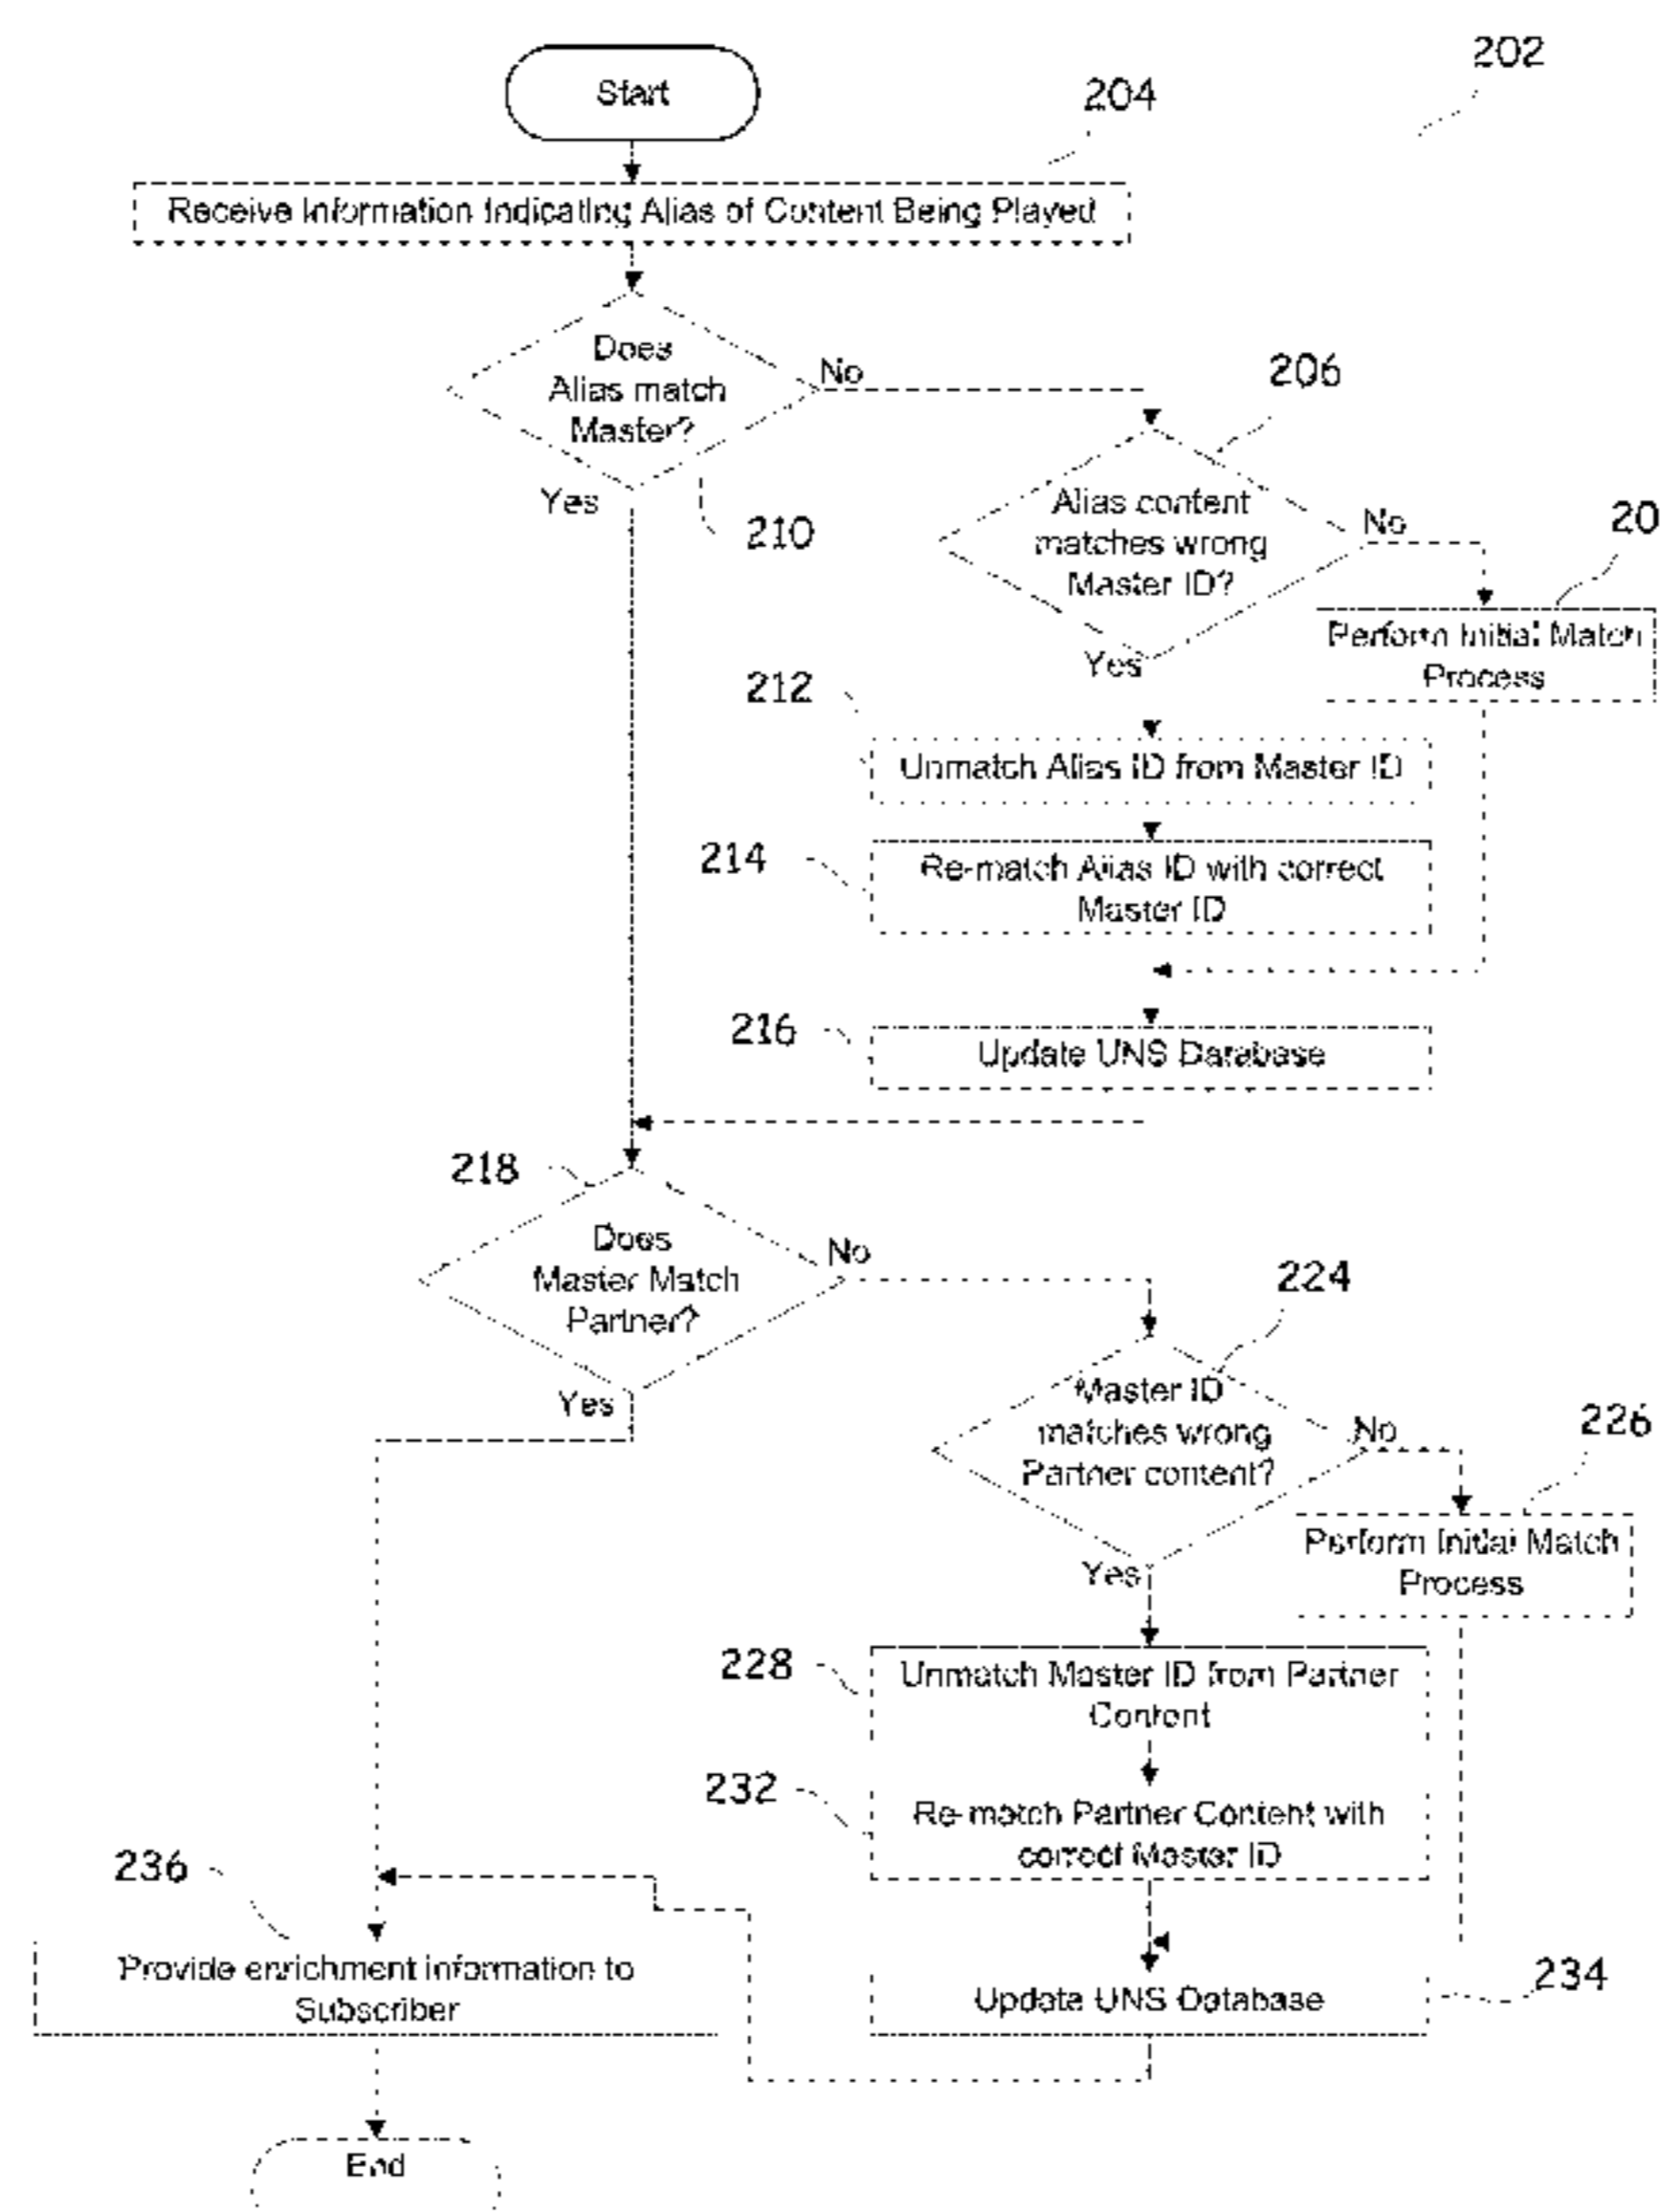 202
Start
204
Receive Information Indicating Alias of Content Being Played
Does
Alias match
Master?
No
Yes
210
206
Alias content
matches wrong
Master ID?
No
Yes
20
Perform Initial Match
Process
212
Unmatch Alias ID from Master ID
214
Re-match Alias ID with correct
Master ID
216
Update UNS Database
218
Does
Master Match
Partner?
No
Yes
224
Master ID
matches wrong
Partner content?
No
Yes
226
Perform Initial Match
Process
228
Unmatch Master ID from Partner
Content
232
Re-match Partner Content with
correct Master ID
234
Update UNS Database
236
Provide enrichment information to
Subscriber
End